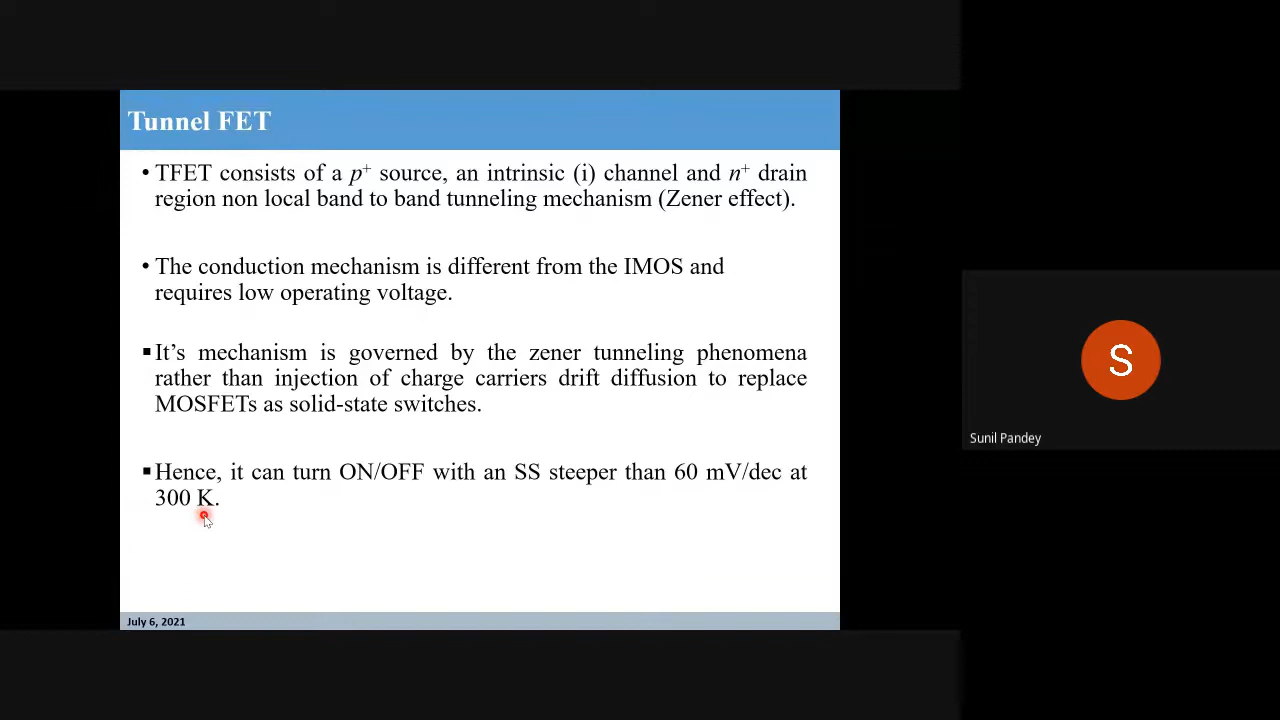 Tunnel FET
• TFET consists of a p⁺ source, an intrinsic (i) channel and n⁺ drain
region non local band to band tunneling mechanism (Zener effect).
• The conduction mechanism is different from the IMOS and
requires low operating voltage.
▪ It’s mechanism is governed by the zener tunneling phenomena
rather than injection of charge carriers drift diffusion to replace
MOSFETs as solid-state switches.
▪ Hence, it can turn ON/OFF with an SS steeper than 60 mV/dec at
300 K.
July 6, 2021
S
Sunil Pandey